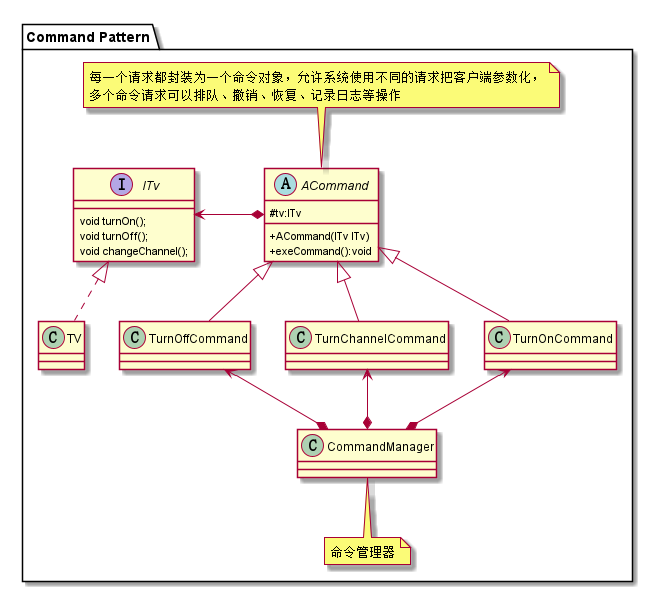 Command Pattern
每一个请求都封装为一个命令对象，允许系统使用不同的请求把客户端参数化，
多个命令请求可以排队、撤销、恢复、记录日志等操作
I ITv
void turnOn();
void turnOff();
void changeChannel();
A ACommand
#tv:ITv
+ACommand(ITv ITv)
+exeCommand():void
C TV
C TurnOffCommand
C TurnChannelCommand
C TurnOnCommand
C CommandManager
命令管理器